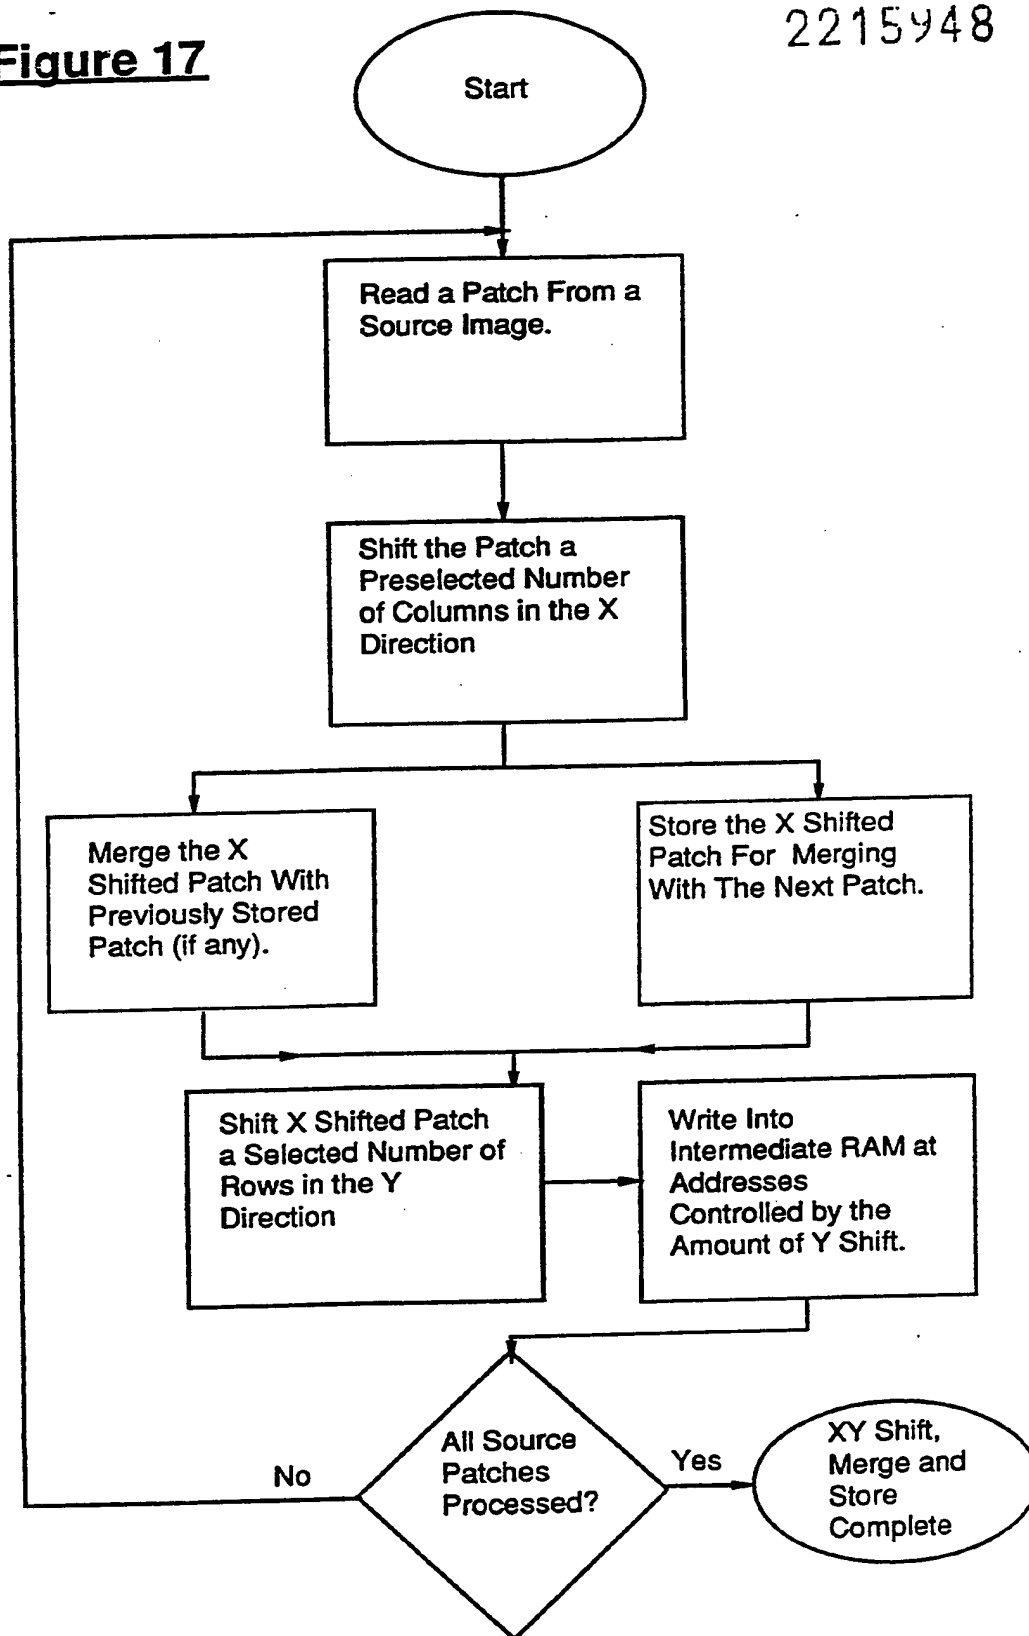 Figure 17
2215948
Start
Read a Patch From a
Source Image.
Shift the Patch a
Preselected Number
of Columns in the X
Direction
Merge the X
Shifted Patch With
Previously Stored
Patch (if any).
Store the X Shifted
Patch For Merging
With The Next Patch.
Shift X Shifted Patch
a Selected Number of
Rows in the Y
Direction
Write Into
Intermediate RAM at
Addresses
Controlled by the
Amount of Y Shift.
All Source
Patches
Processed?
No
Yes
XY Shift,
Merge and
Store
Complete